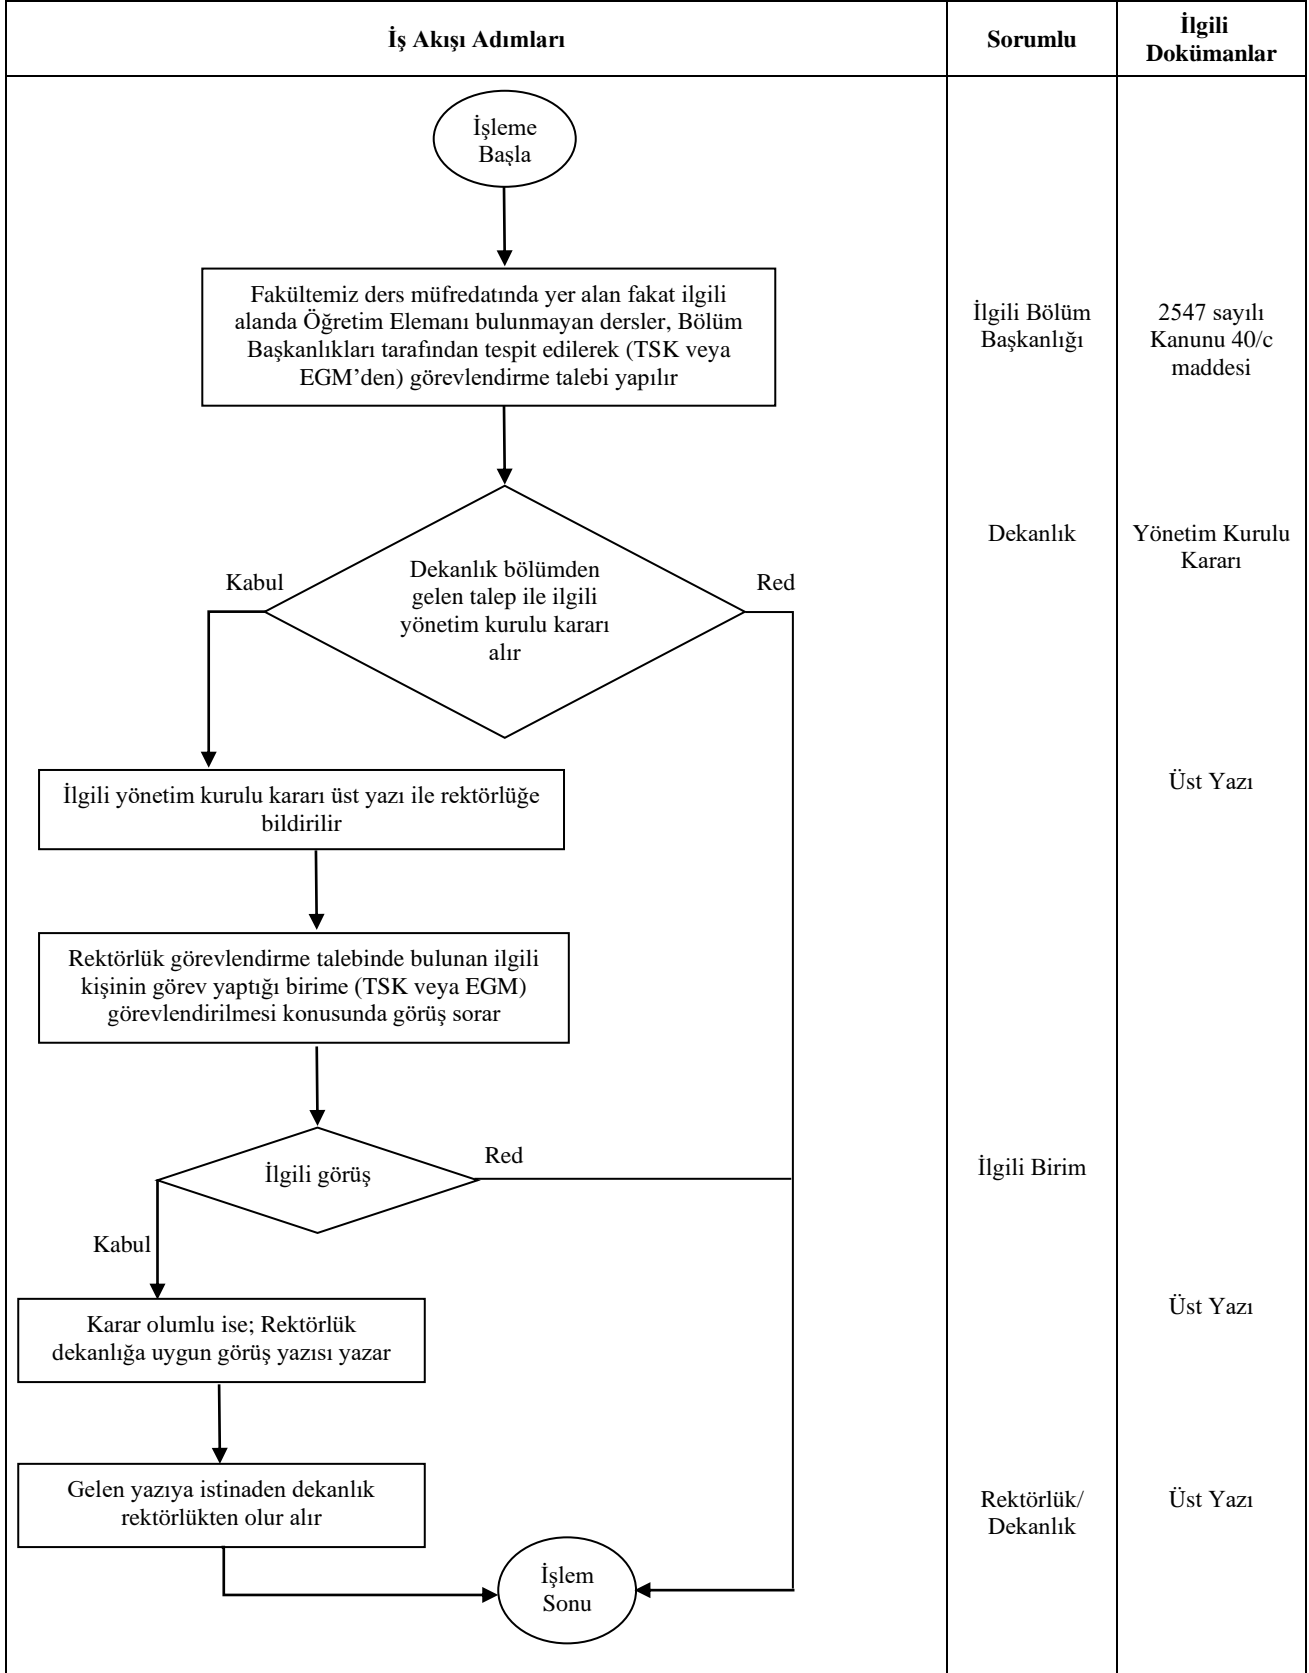 İş Akışı Adımları
Sorumlu
İlgili
Dokümanlar
İşleme
Başla
Fakültemiz ders müfredatında yer alan fakat ilgili
alanda Öğretim Elemanı bulunmayan dersler, Bölüm
Başkanlıkları tarafından tespit edilerek (TSK veya
EGM’den) görevlendirme talebi yapılır
İlgili Bölüm
Başkanlığı
2547 sayılı
Kanunu 40/c
maddesi
Dekanlık bölümden
gelen talep ile ilgili
yönetim kurulu kararı
alır
Kabul
Red
Dekanlık
Yönetim Kurulu
Kararı
İlgili yönetim kurulu kararı üst yazı ile rektörlüğe
bildirilir
Üst Yazı
Rektörlük görevlendirme talebinde bulunan ilgili
kişinin görev yaptığı birime (TSK veya EGM)
görevlendirilmesi konusunda görüş sorar
İlgili görüş
Red
Kabul
İlgili Birim
Karar olumlu ise; Rektörlük
dekanlığa uygun görüş yazısı yazar
Üst Yazı
Gelen yazıya istinaden dekanlık
rektörlükten olur alır
Rektörlük/
Dekanlık
Üst Yazı
İşlem
Sonu